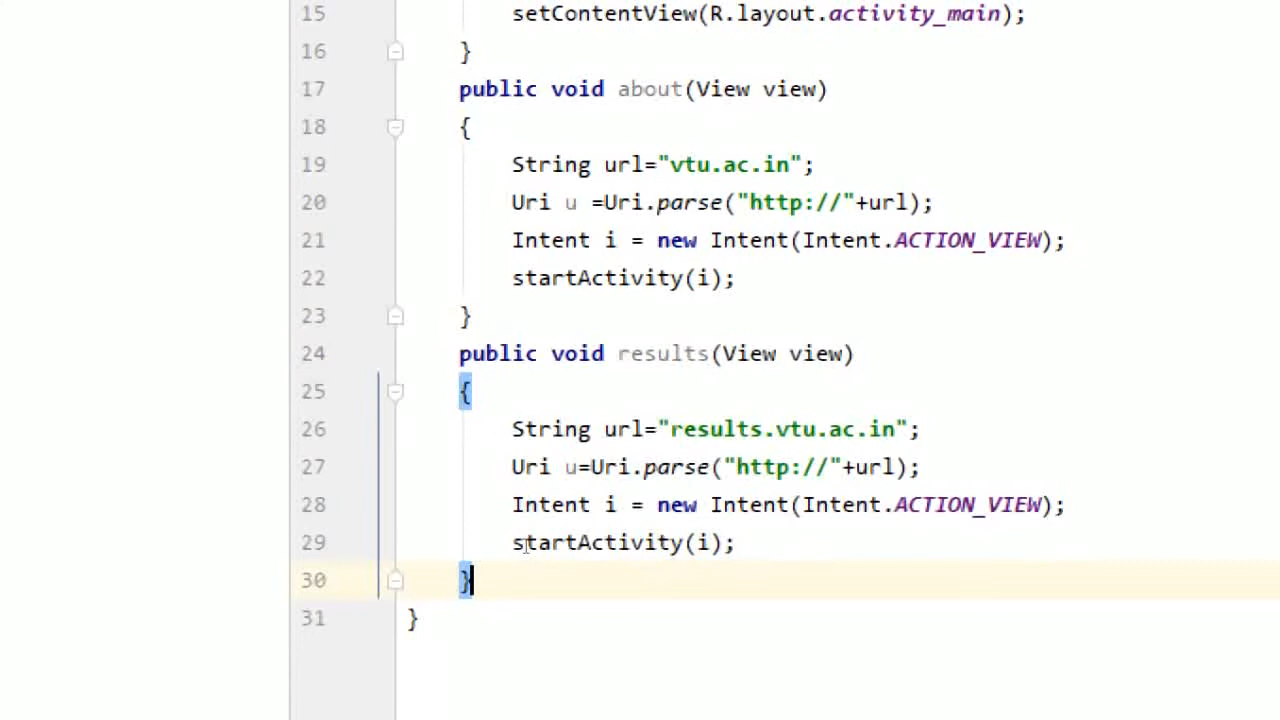 15 setContentView(R.layout.activity_main);
16 }
17 public void about(View view)
18 {
19 String url="vtu.ac.in";
20 Uri u =Uri.parse("http://"+url);
21 Intent i = new Intent(Intent.ACTION_VIEW);
22 startActivity(i);
23 }
24 public void results(View view)
25 {
26 String url="results.vtu.ac.in";
27 Uri u=Uri.parse("http://"+url);
28 Intent i = new Intent(Intent.ACTION_VIEW);
29 startActivity(i);
30 }
31 }